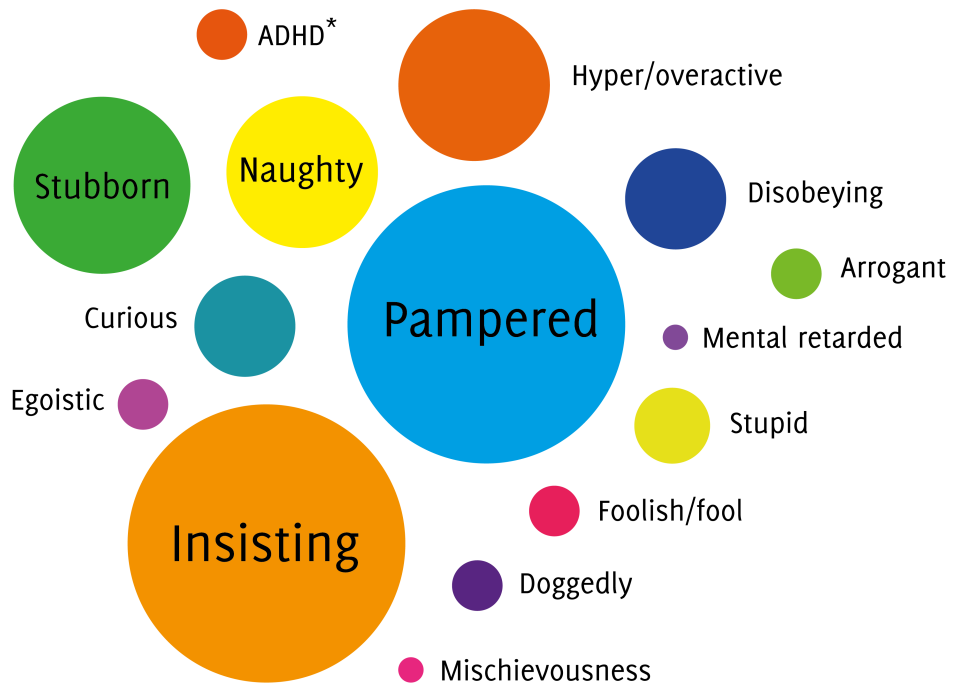 ADHD*
Hyper/overactive
Stubborn
Naughty
Disobeying
Arrogant
Curious
Pampered
Mental retarded
Egoistic
Stupid
Foolish/fool
Insisting
Doggedly
Mischievousness